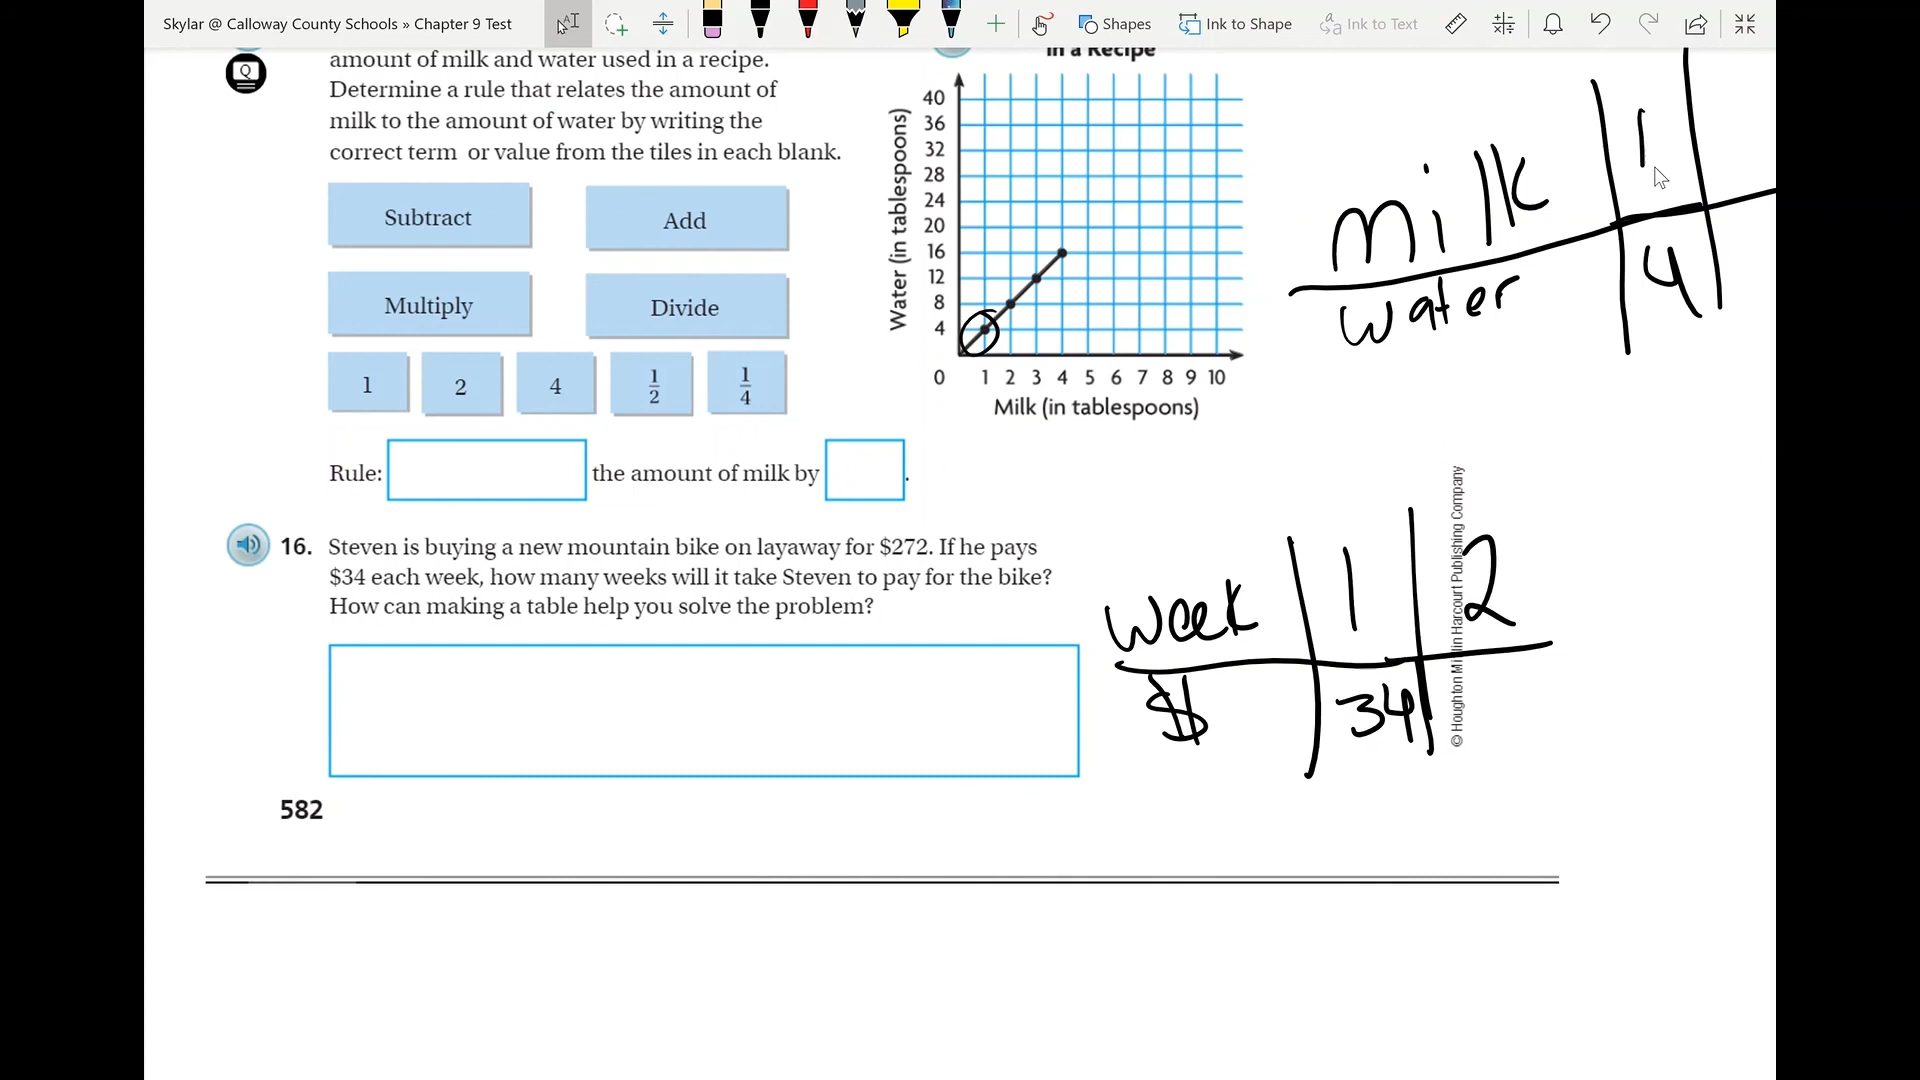 Skylar @ Calloway County Schools » Chapter 9 Test
Shapes
Ink to Shape
Ink to Text
amount of milk and water used in a recipe.
Determine a rule that relates the amount of
milk to the amount of water by writing the
correct term or value from the tiles in each blank.
Subtract
Add
Multiply
Divide
1
2
4
1/2
1/4
Rule:
the amount of milk by
.
in a Recipe
Water (in tablespoons)
40
36
32
28
24
20
16
12
8
4
0 1 2 3 4 5 6 7 8 9 10
Milk (in tablespoons)
milk 1
water 4
16. Steven is buying a new mountain bike on layaway for $272. If he pays
$34 each week, how many weeks will it take Steven to pay for the bike?
How can making a table help you solve the problem?
week 1 2
$ 34
© Houghton Mifflin Harcourt Publishing Company
582
Q